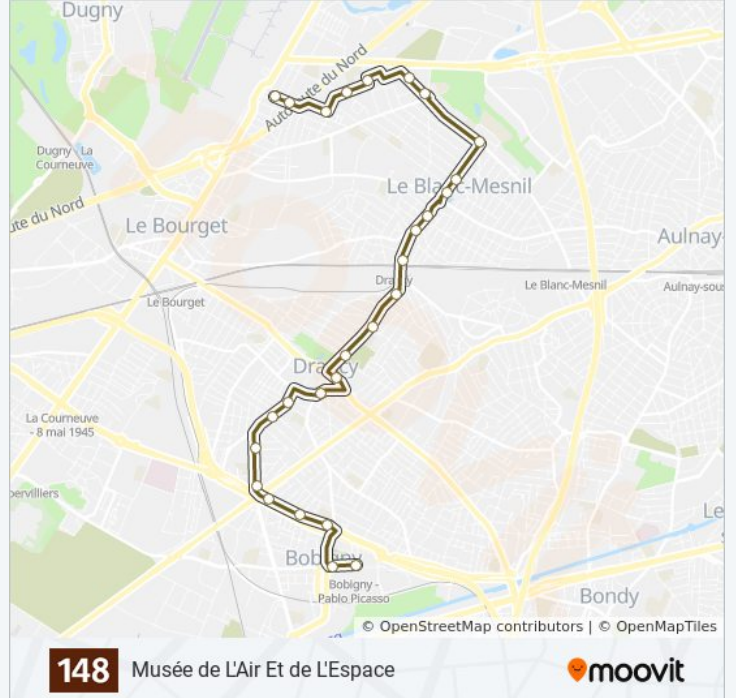 Dugny
Autoroute du Nord
Dugny - La
Courneuve
Le Blanc-Mesnil
ute du Nord
Le Bourget
Aulnay-
Drancy
Le Blanc-Mesnil
Aulnay-sous
Le Bourget
Drancy
La Courneuve
- 8 mai 1945
bervilliers
Le
Bobigny
Bobigny -
Pablo Picasso
Bondy
© OpenStreetMap contributors | © OpenMapTiles
148 Musée de L'Air Et de L'Espace
moovit